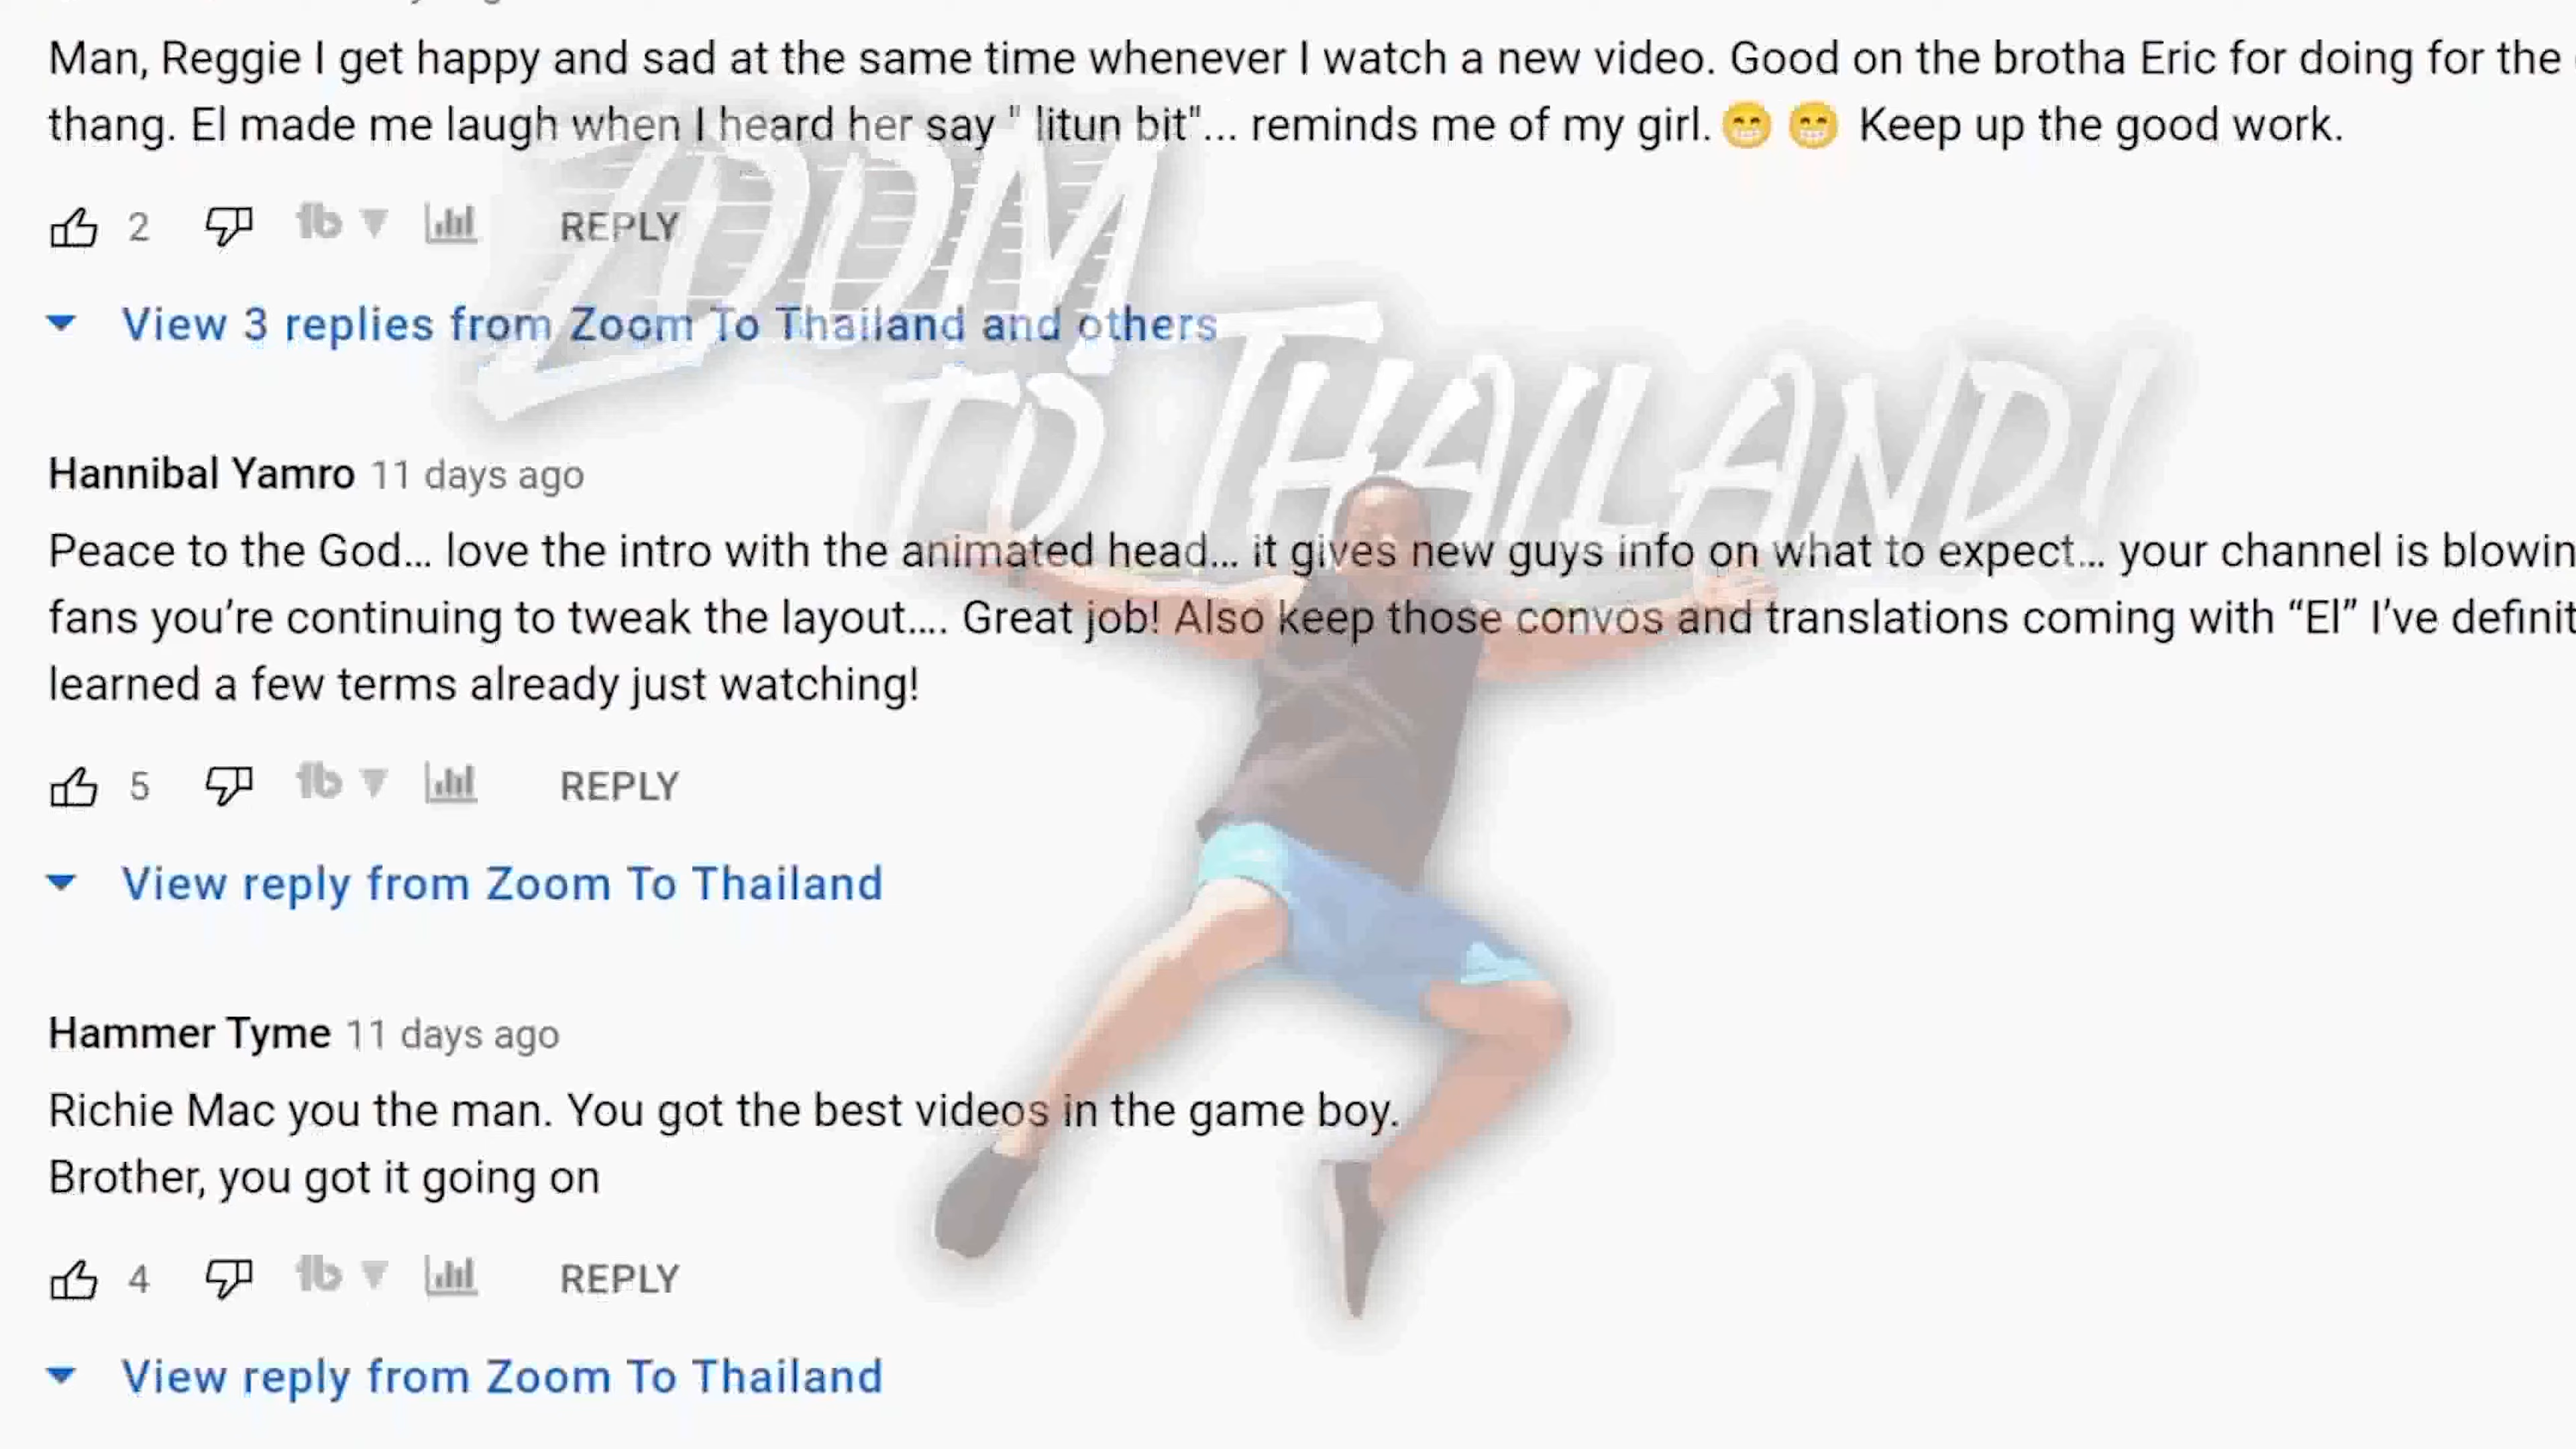 Man, Reggie I get happy and sad at the same time whenever I watch a new video. Good on the brotha Eric for doing for the
thang. El made me laugh when I heard her say " litun bit"... reminds me of my girl.😁 😁 Keep up the good work.
2 REPLY
View 3 replies from Zoom To Thailand and others
ZOOM
TO THAILAND!
Hannibal Yamro 11 days ago
Peace to the God... love the intro with the animated head... it gives new guys info on what to expect... your channel is blowin
fans you’re continuing to tweak the layout.... Great job! Also keep those convos and translations coming with “El” I’ve definit
learned a few terms already just watching!
5 REPLY
View reply from Zoom To Thailand
Hammer Tyme 11 days ago
Richie Mac you the man. You got the best videos in the game boy.
Brother, you got it going on
4 REPLY
View reply from Zoom To Thailand